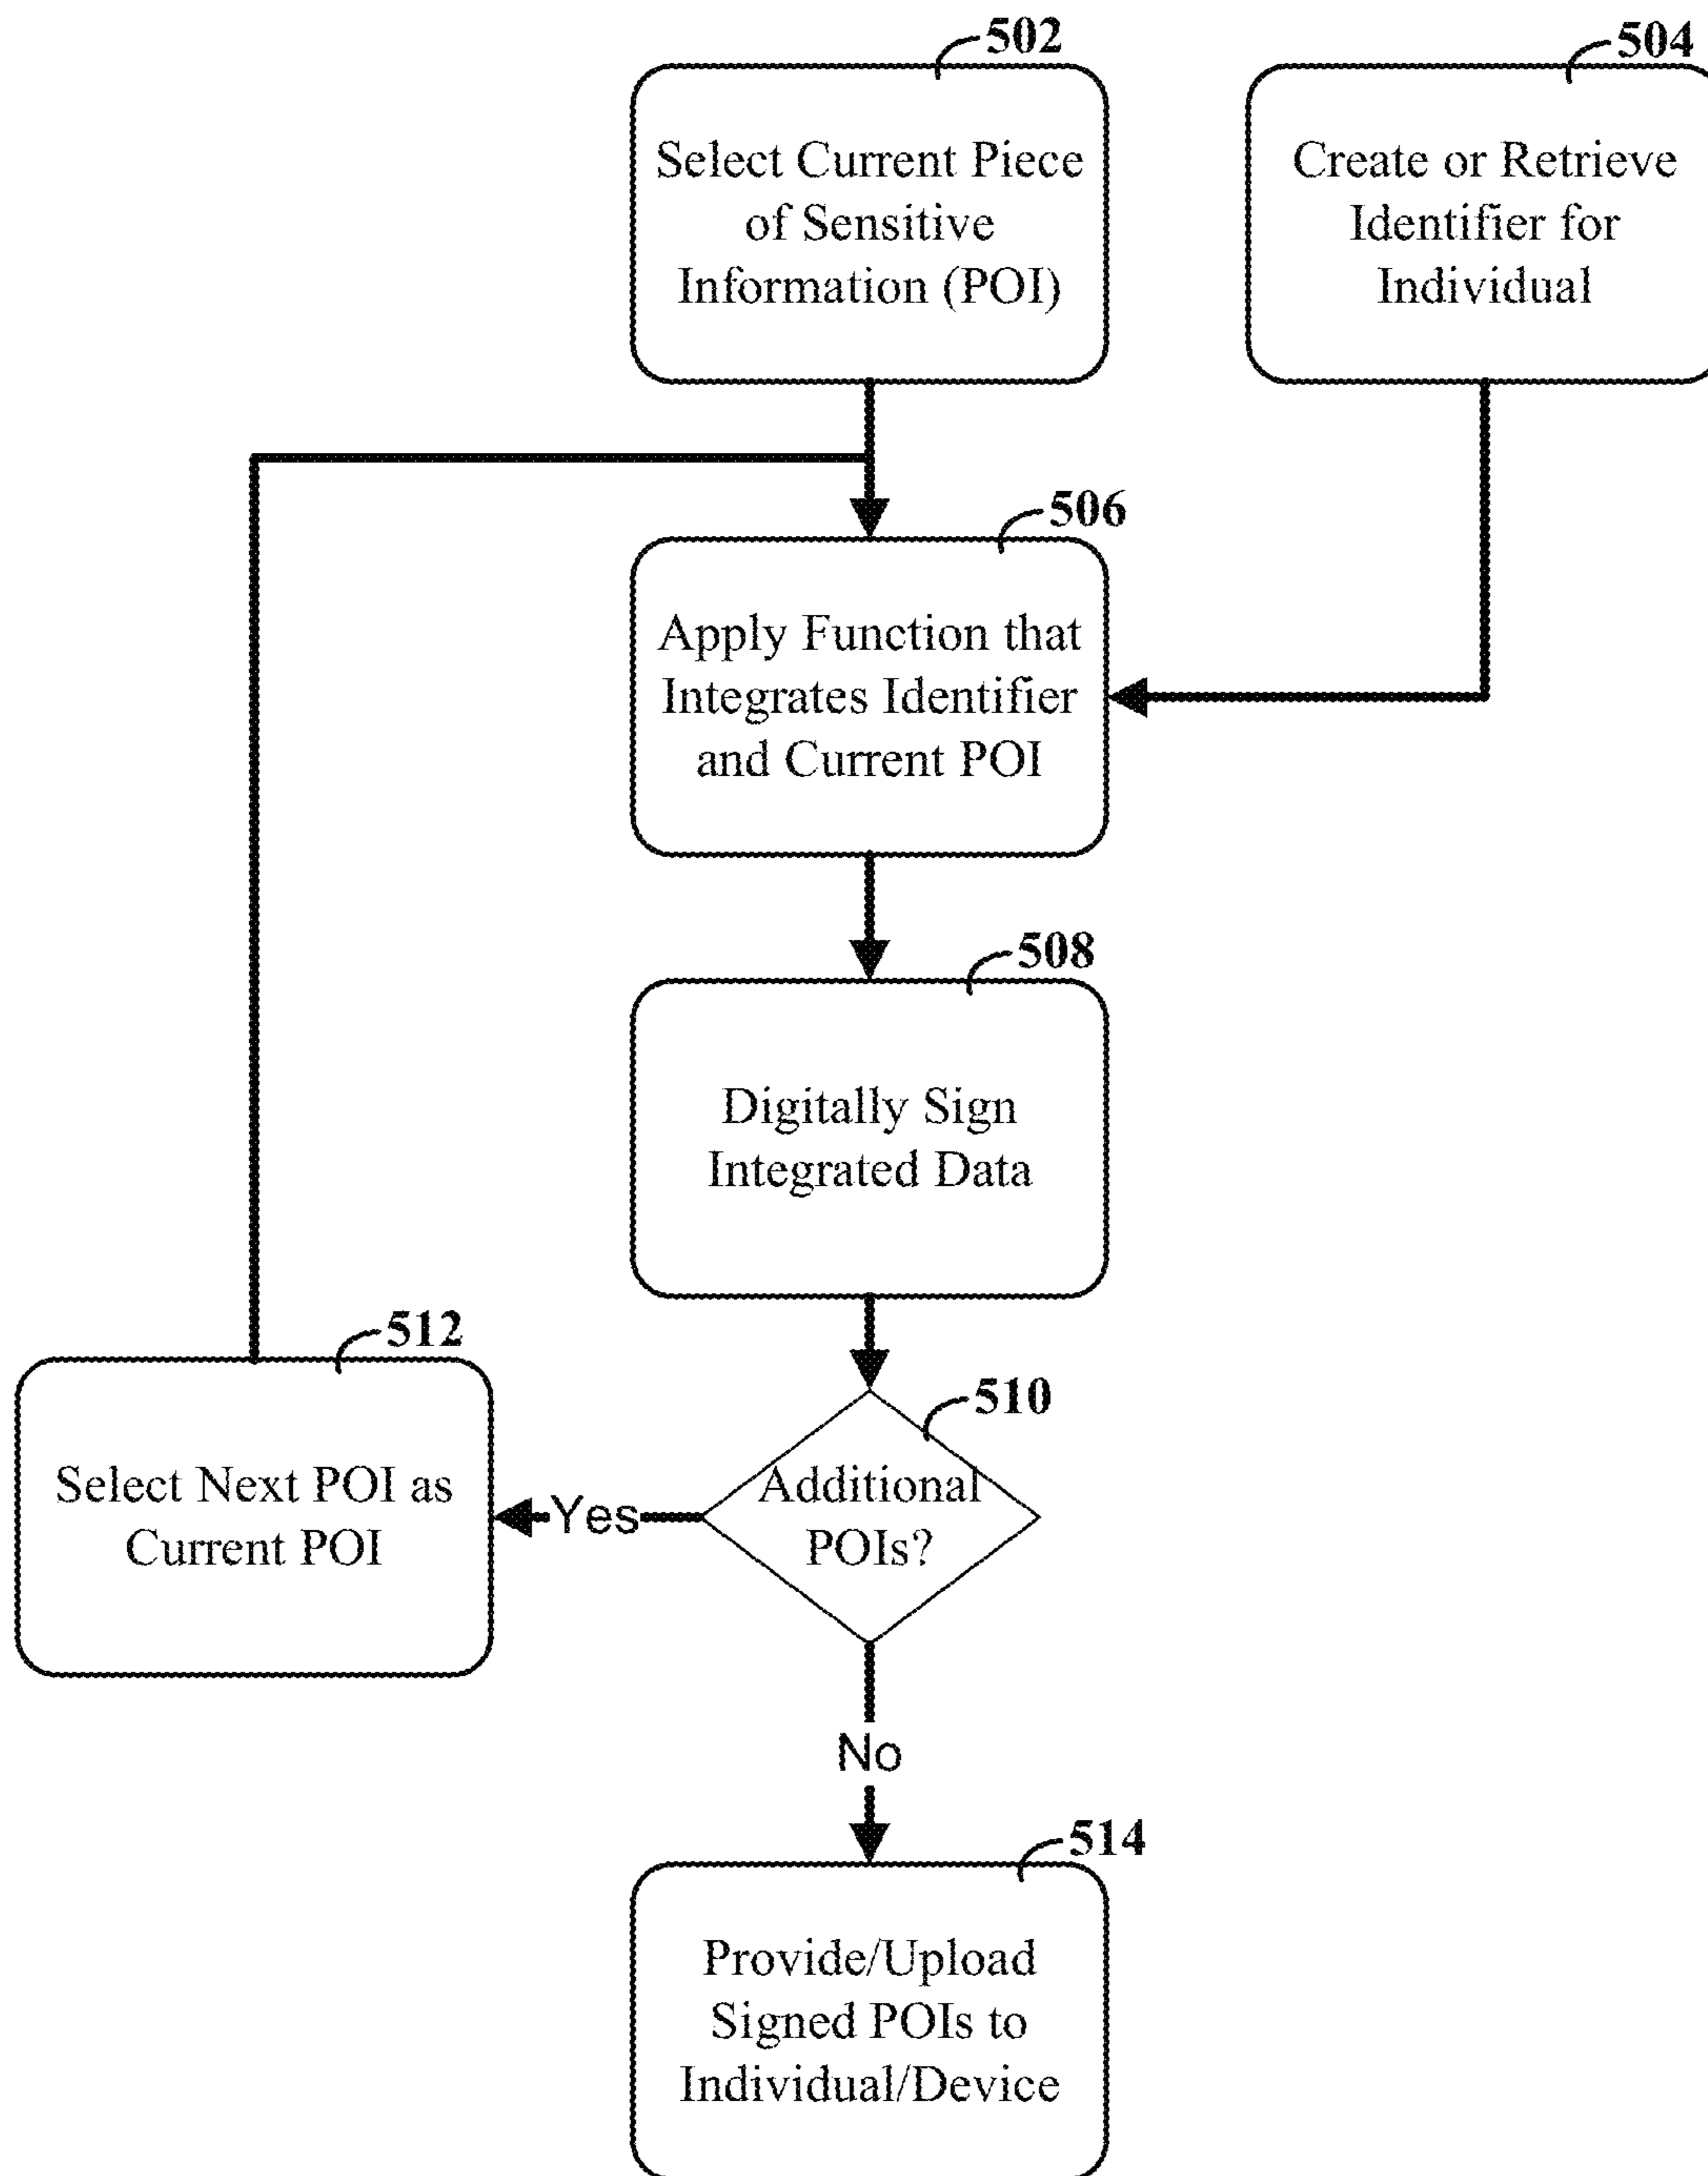 502
Select Current Piece
of Sensitive
Information (POI)
504
Create or Retrieve
Identifier for
Individual
506
Apply Function that
Integrates Identifier
and Current POI
508
Digitally Sign
Integrated Data
510
Additional
POIs?
Yes
512
Select Next POI as
Current POI
No
514
Provide/Upload
Signed POIs to
Individual/Device